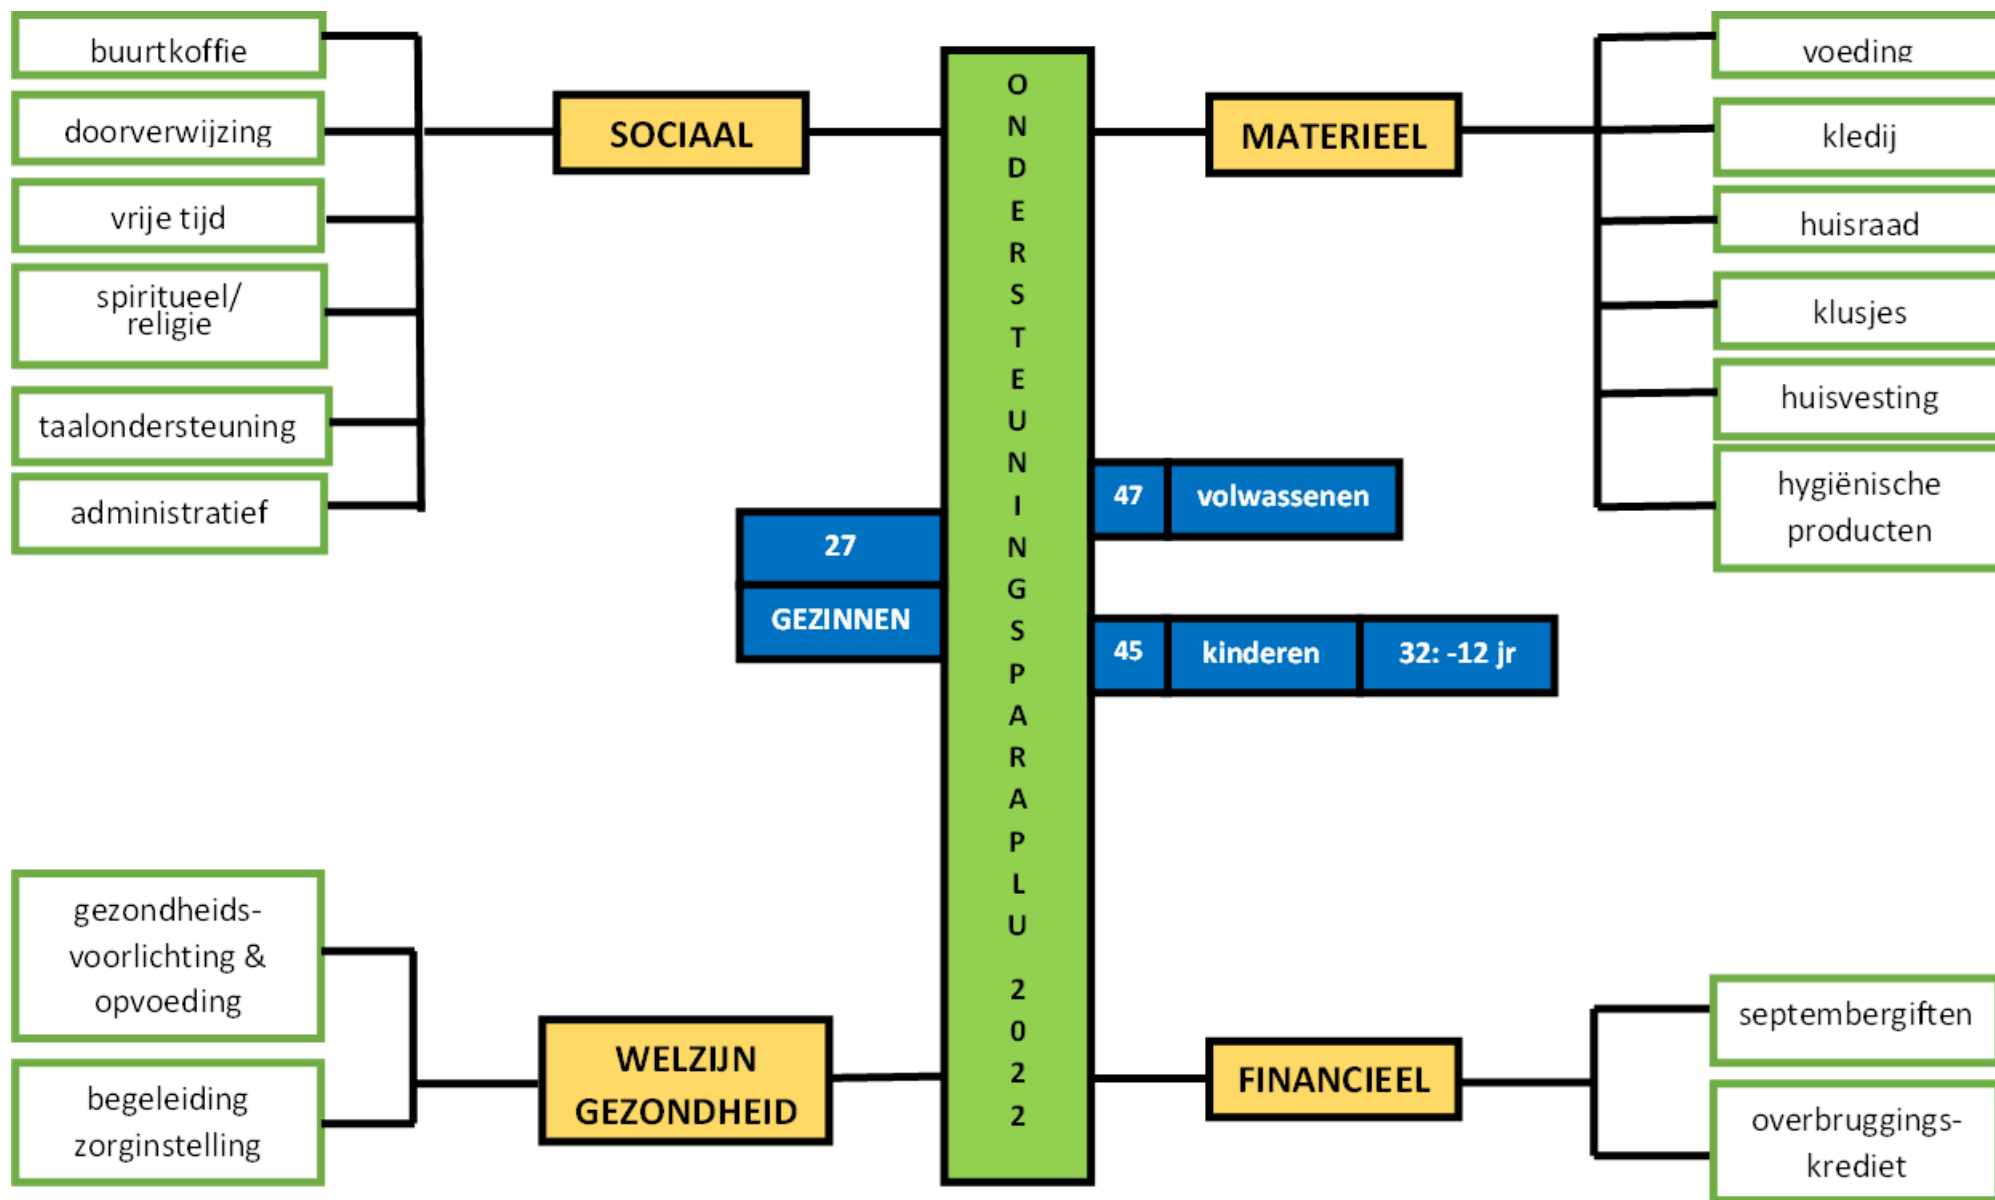 buurtkoffie
doorverwijzing
vrije tijd
spiritueel/
religie
taalondersteuning
administratief
SOCIAAL
ONDERSTEUNINGSPARAPLU 2022
MATERIEEL
voeding
kledij
huisraad
klusjes
huisvesting
hygiënische
producten
27
GEZINNEN
47 volwassenen
45 kinderen 32: -12 jr
gezondheids-
voorlichting &
opvoeding
begeleiding
zorginstelling
WELZIJN
GEZONDHEID
FINANCIEEL
septembergiften
overbruggings-
krediet